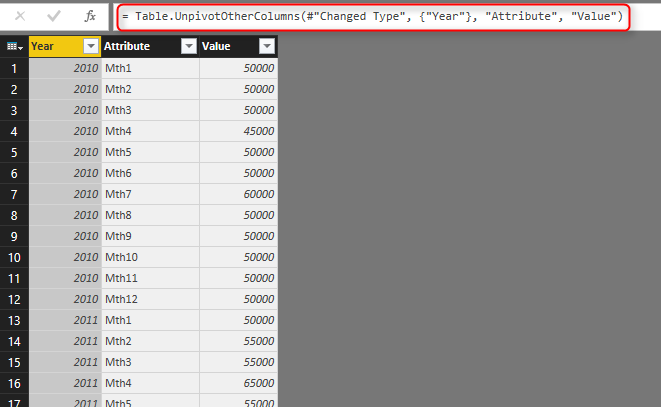 fx = Table.UnpivotOtherColumns(#"Changed Type", {"Year"}, "Attribute", "Value")
Year Attribute Value
1 2010 Mth1 50000
2 2010 Mth2 50000
3 2010 Mth3 50000
4 2010 Mth4 45000
5 2010 Mth5 50000
6 2010 Mth6 50000
7 2010 Mth7 60000
8 2010 Mth8 50000
9 2010 Mth9 50000
10 2010 Mth10 50000
11 2010 Mth11 50000
12 2010 Mth12 50000
13 2011 Mth1 50000
14 2011 Mth2 55000
15 2011 Mth3 55000
16 2011 Mth4 65000
17 2011 Mth5 55000